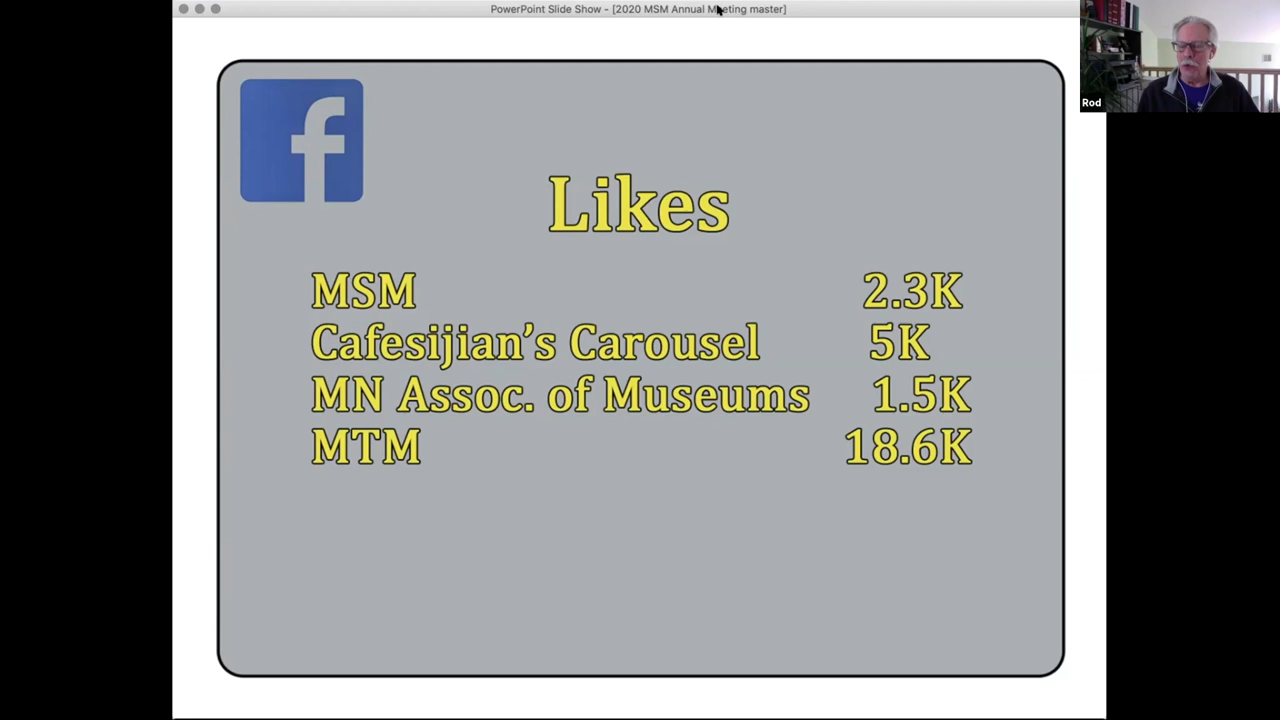 PowerPoint Slide Show - [2020 MSM Annual Meeting master]
Rod
f
Likes
MSM 2.3K
Cafesijian’s Carousel 5K
MN Assoc. of Museums 1.5K
MTM 18.6K